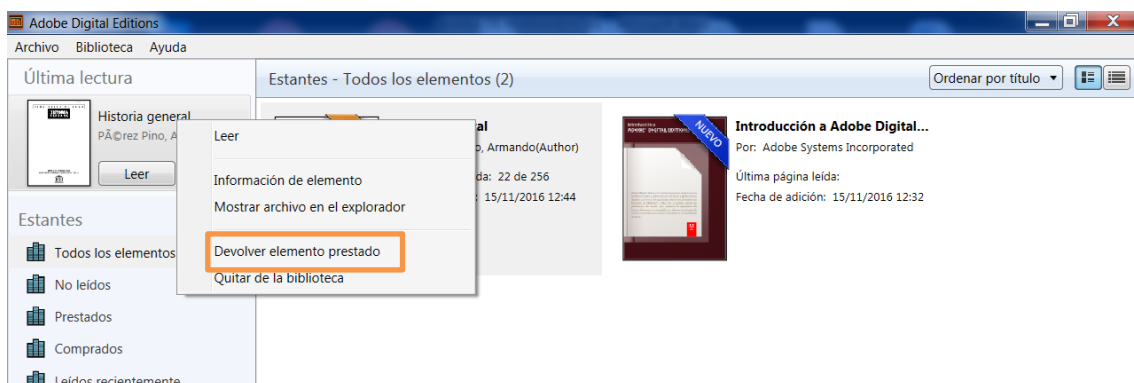 Adobe Digital Editions
Archivo Biblioteca Ayuda
Última lectura
Historia general
PÃ©rez Pino, A
Leer
Estantes
Todos los elementos
No leídos
Prestados
Comprados
Leídos recientemente
Leer
Información de elemento
Mostrar archivo en el explorador
Devolver elemento prestado
Quitar de la biblioteca
Estantes - Todos los elementos (2)
Ordenar por título
al
o, Armando(Author)
da: 22 de 256
: 15/11/2016 12:44
NUEVO
Introducción a Adobe Digital...
Por: Adobe Systems Incorporated
Última página leída:
Fecha de adición: 15/11/2016 12:32